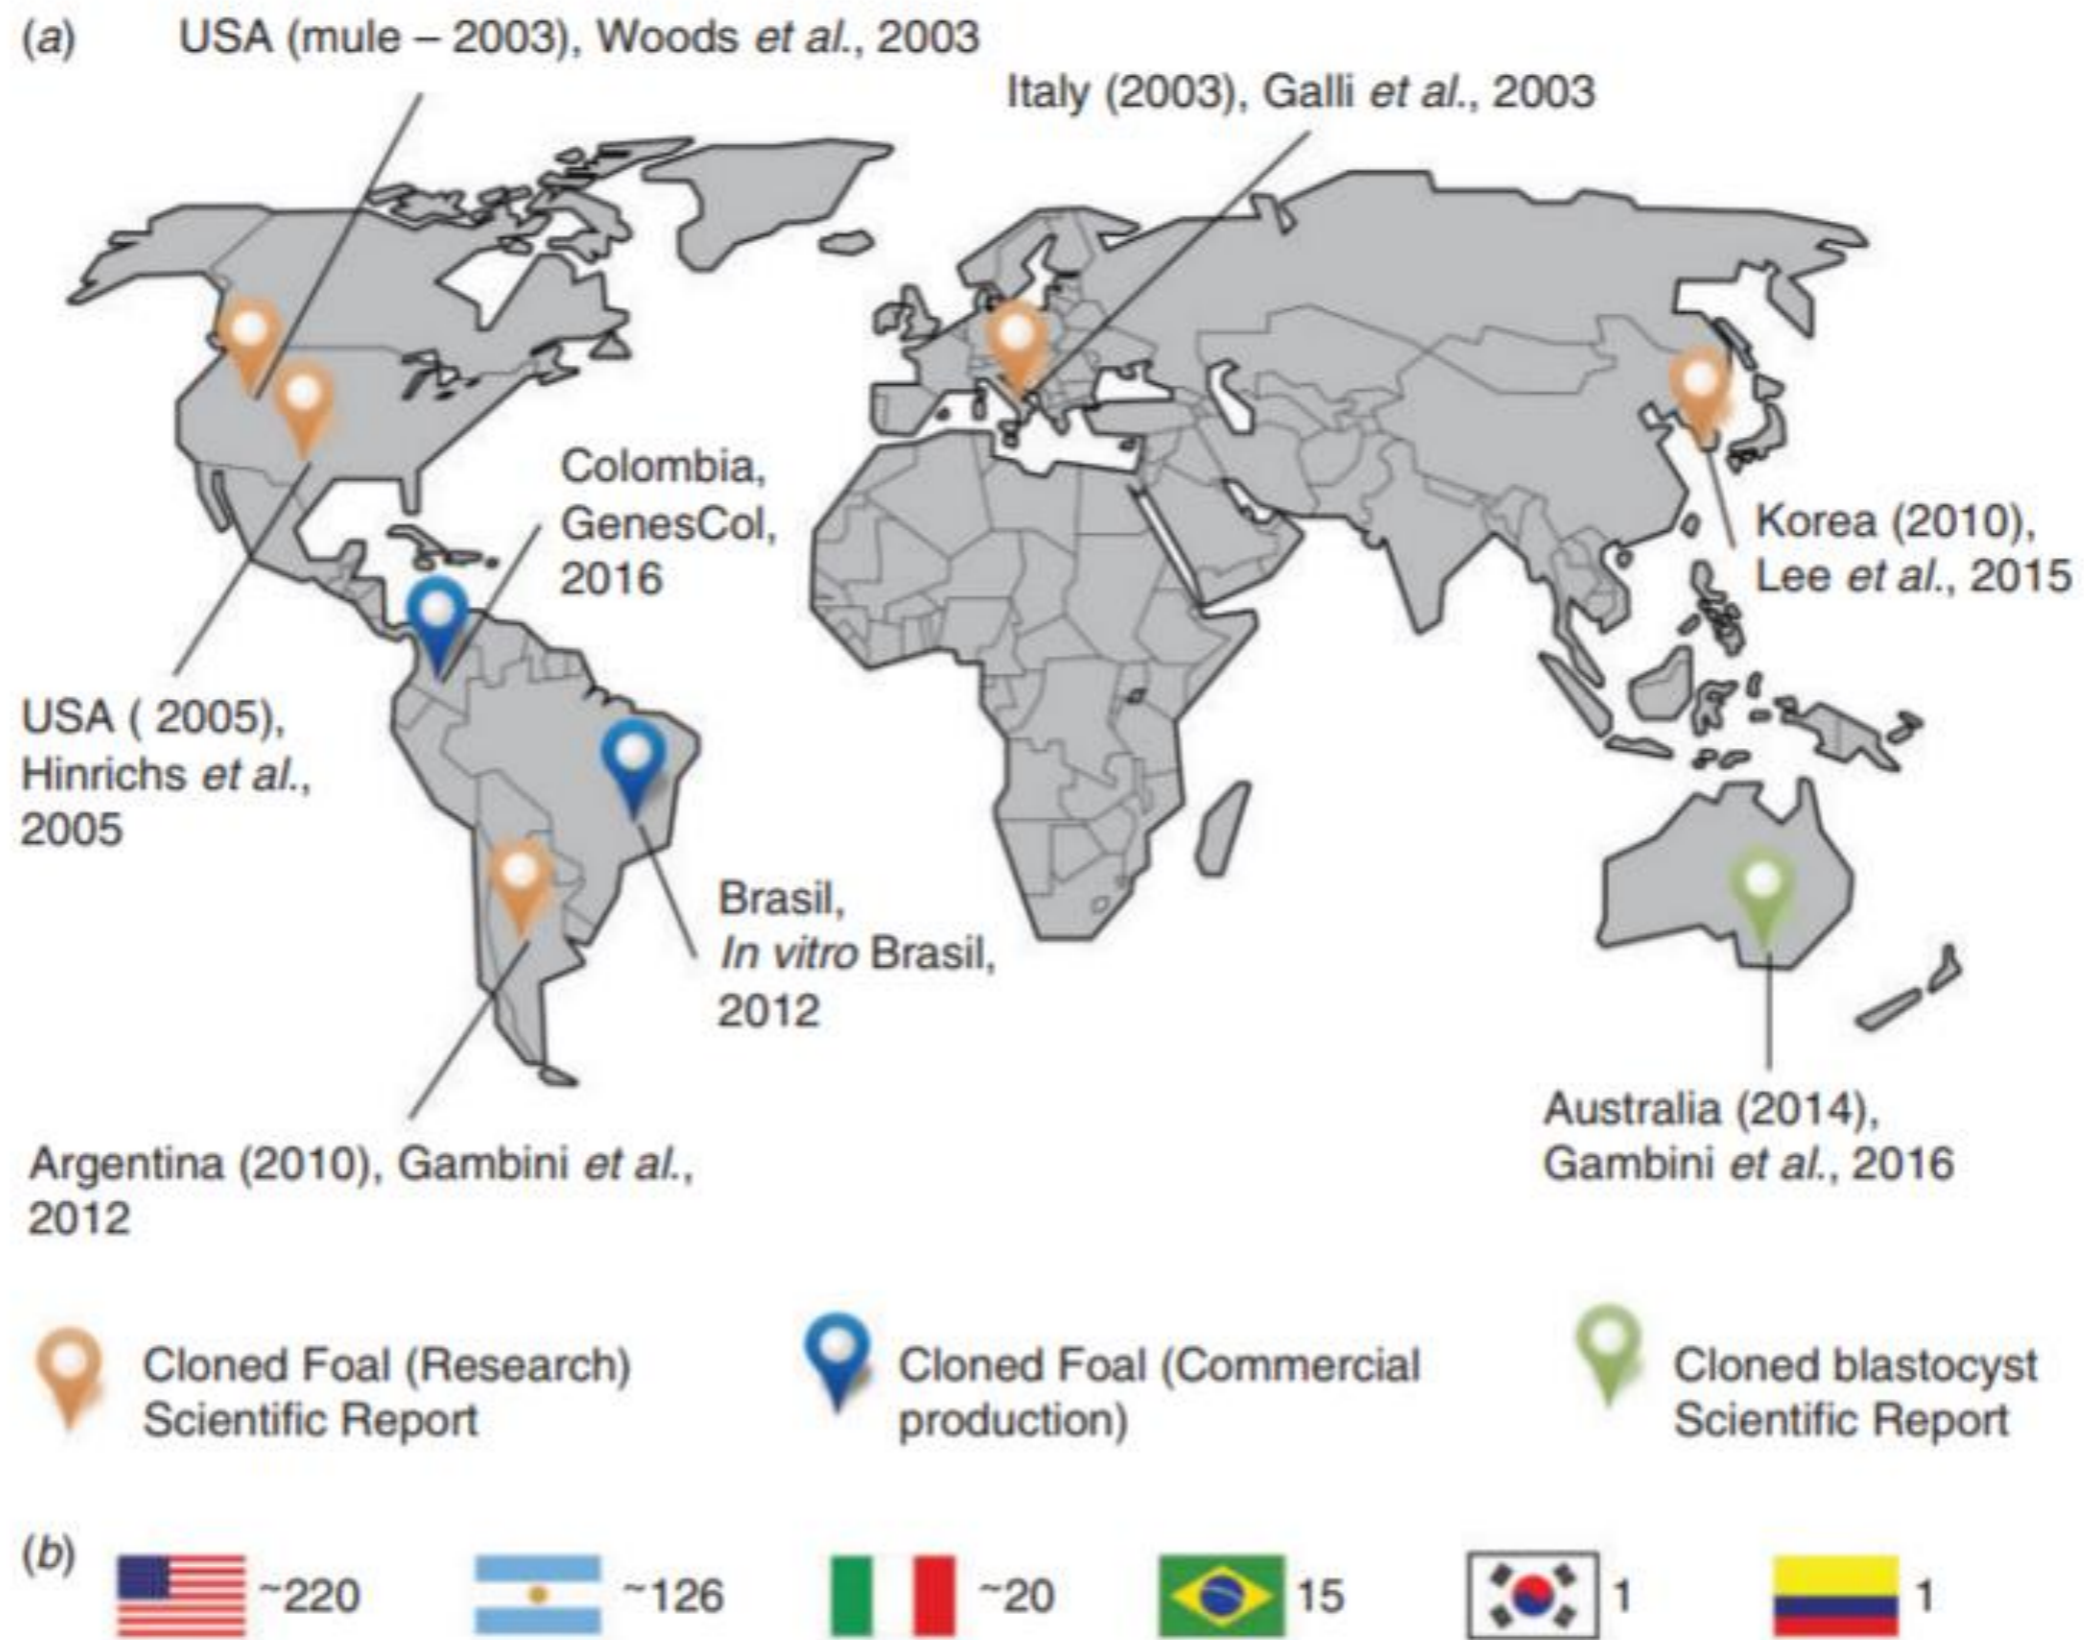 (a) USA (mule – 2003), Woods et al., 2003
Italy (2003), Galli et al., 2003
Colombia,
GenesCol,
2016
Korea (2010),
Lee et al., 2015
USA ( 2005),
Hinrichs et al.,
2005
Brasil,
In vitro Brasil,
2012
Australia (2014),
Gambini et al., 2016
Argentina (2010), Gambini et al.,
2012
Cloned Foal (Research)
Scientific Report
Cloned Foal (Commercial
production)
Cloned blastocyst
Scientific Report
(b) ~220 ~126 ~20 15 1 1